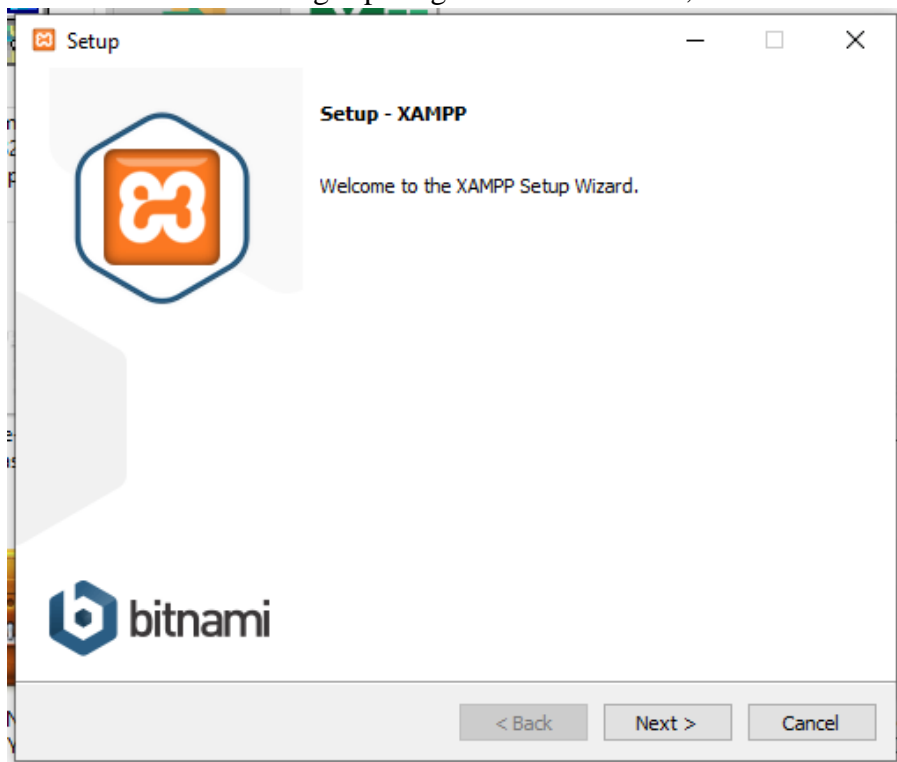 Setup
Setup - XAMPP
Welcome to the XAMPP Setup Wizard.
bitnami
< Back Next > Cancel